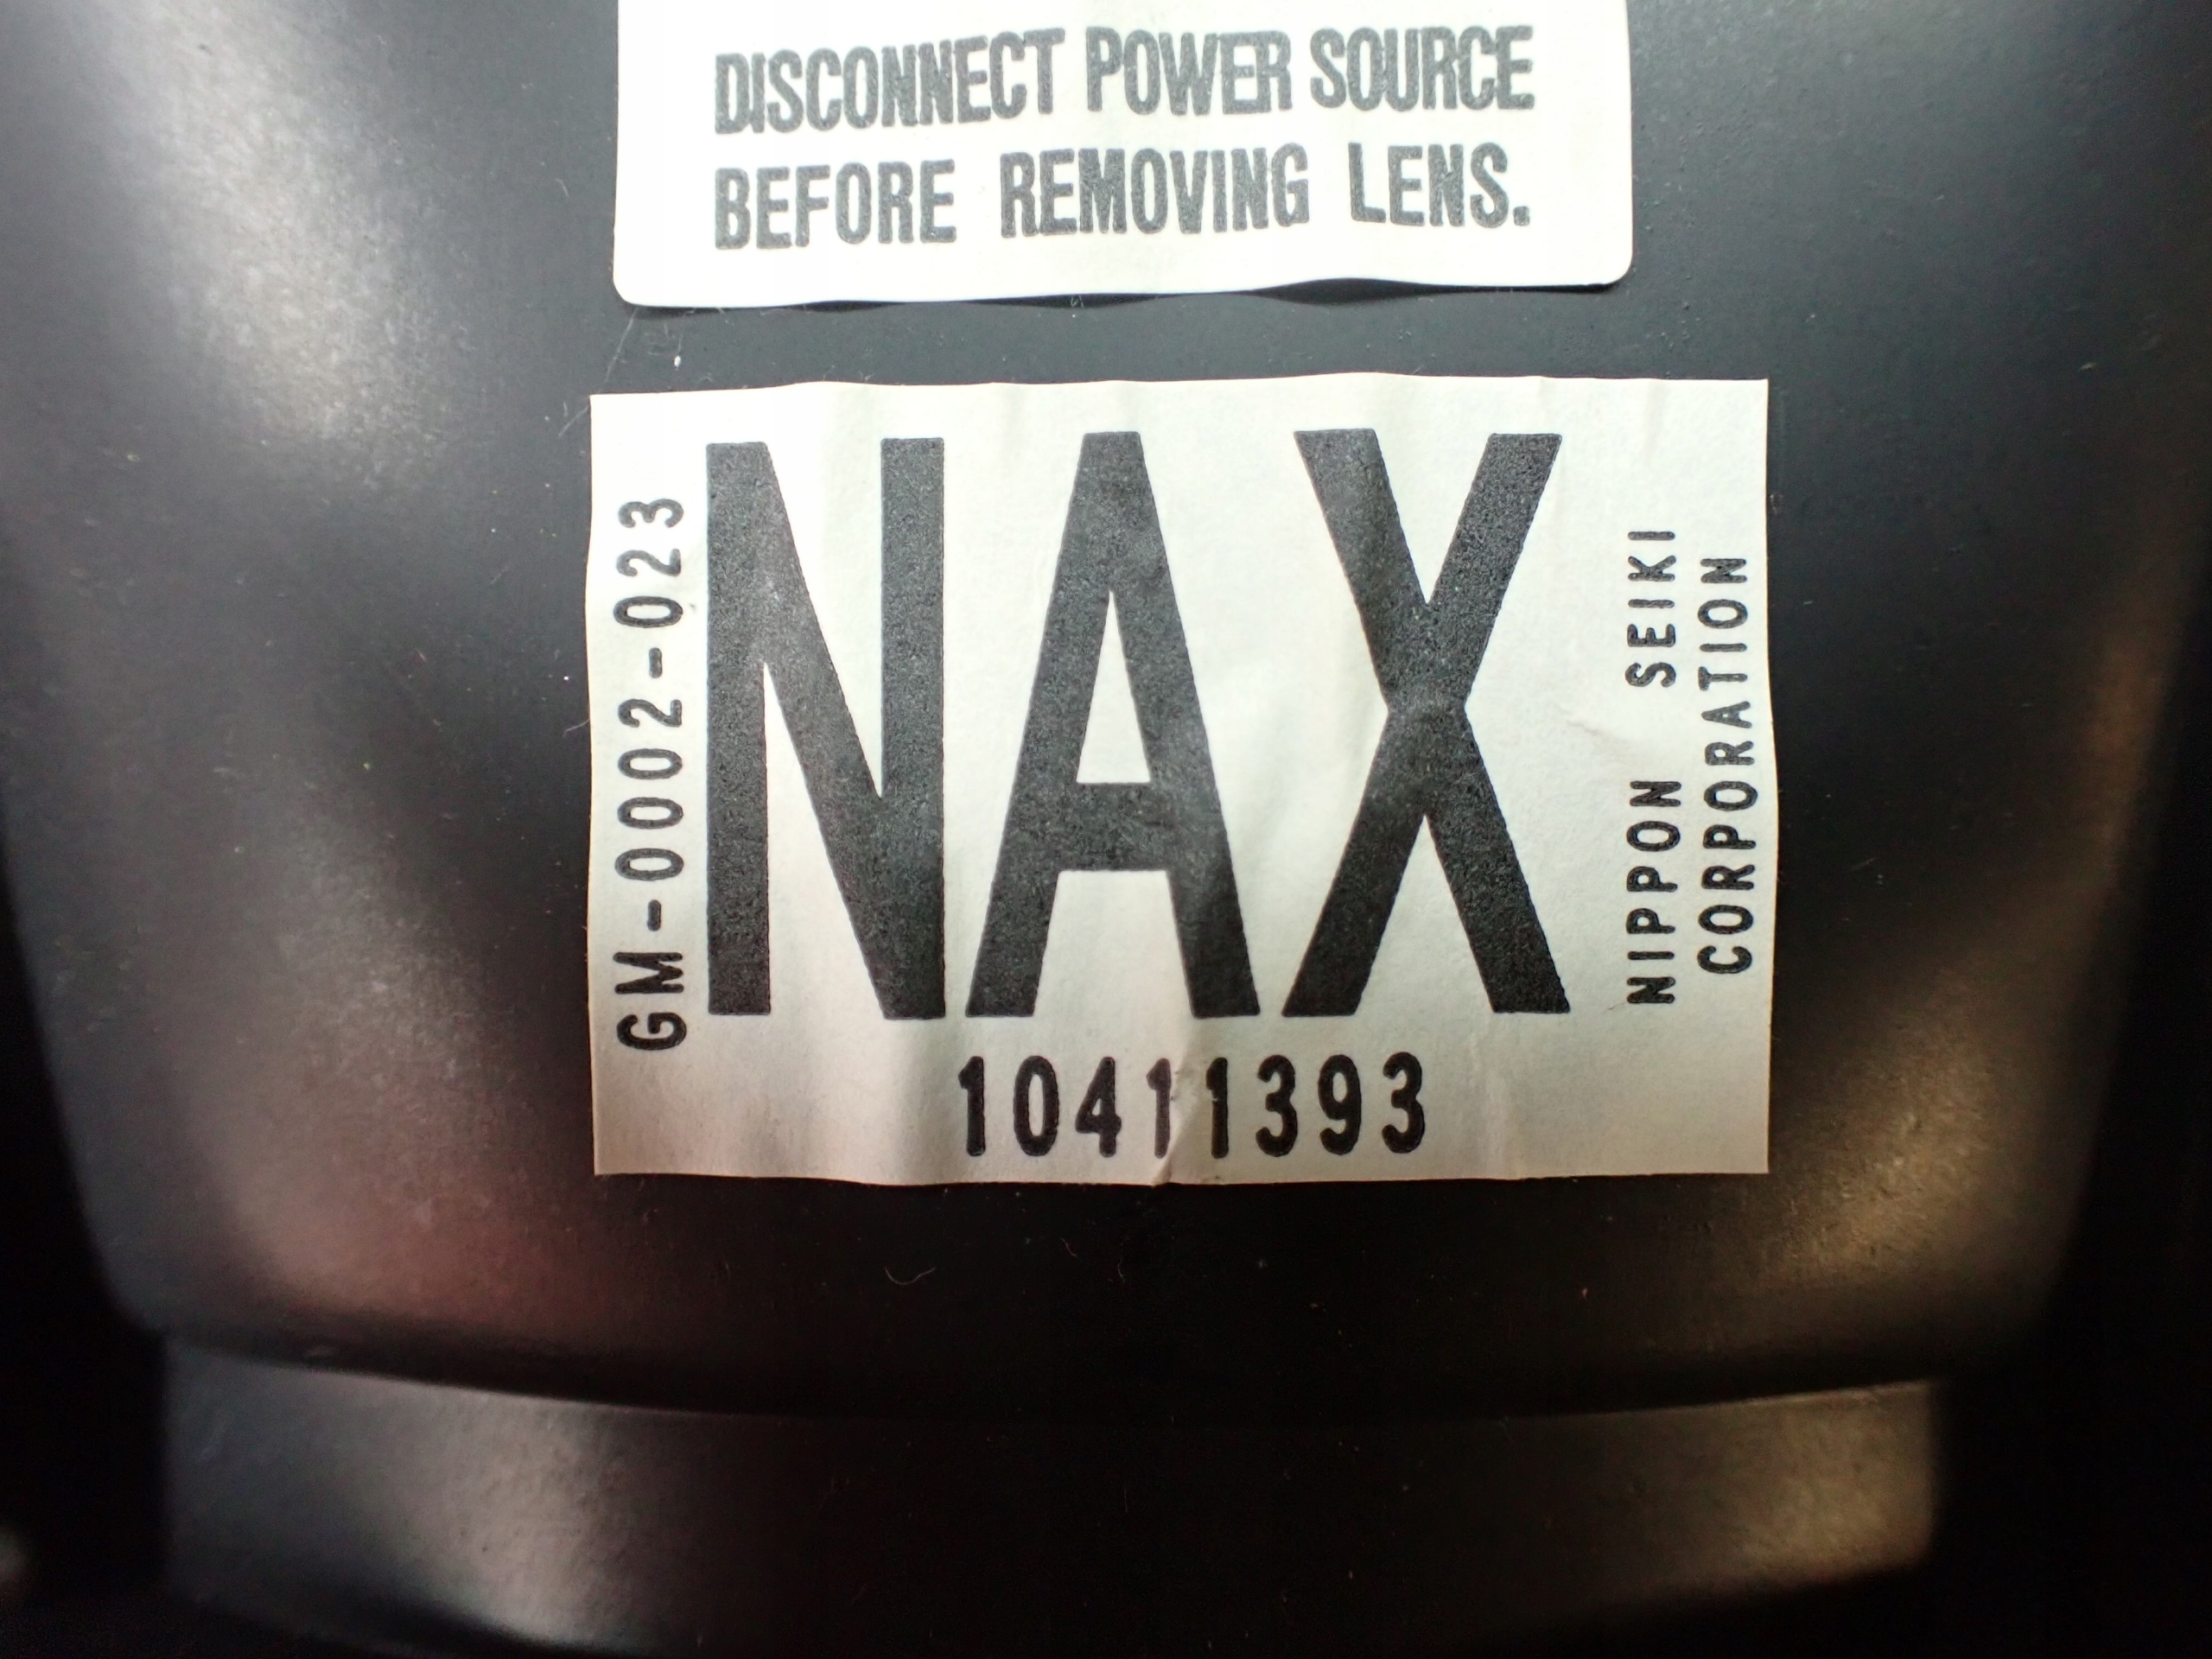 DISCONNECT POWER SOURCE
BEFORE REMOVING LENS.
GM-0002-023
NAX
NIPPON SEIKI
CORPORATION
10411393